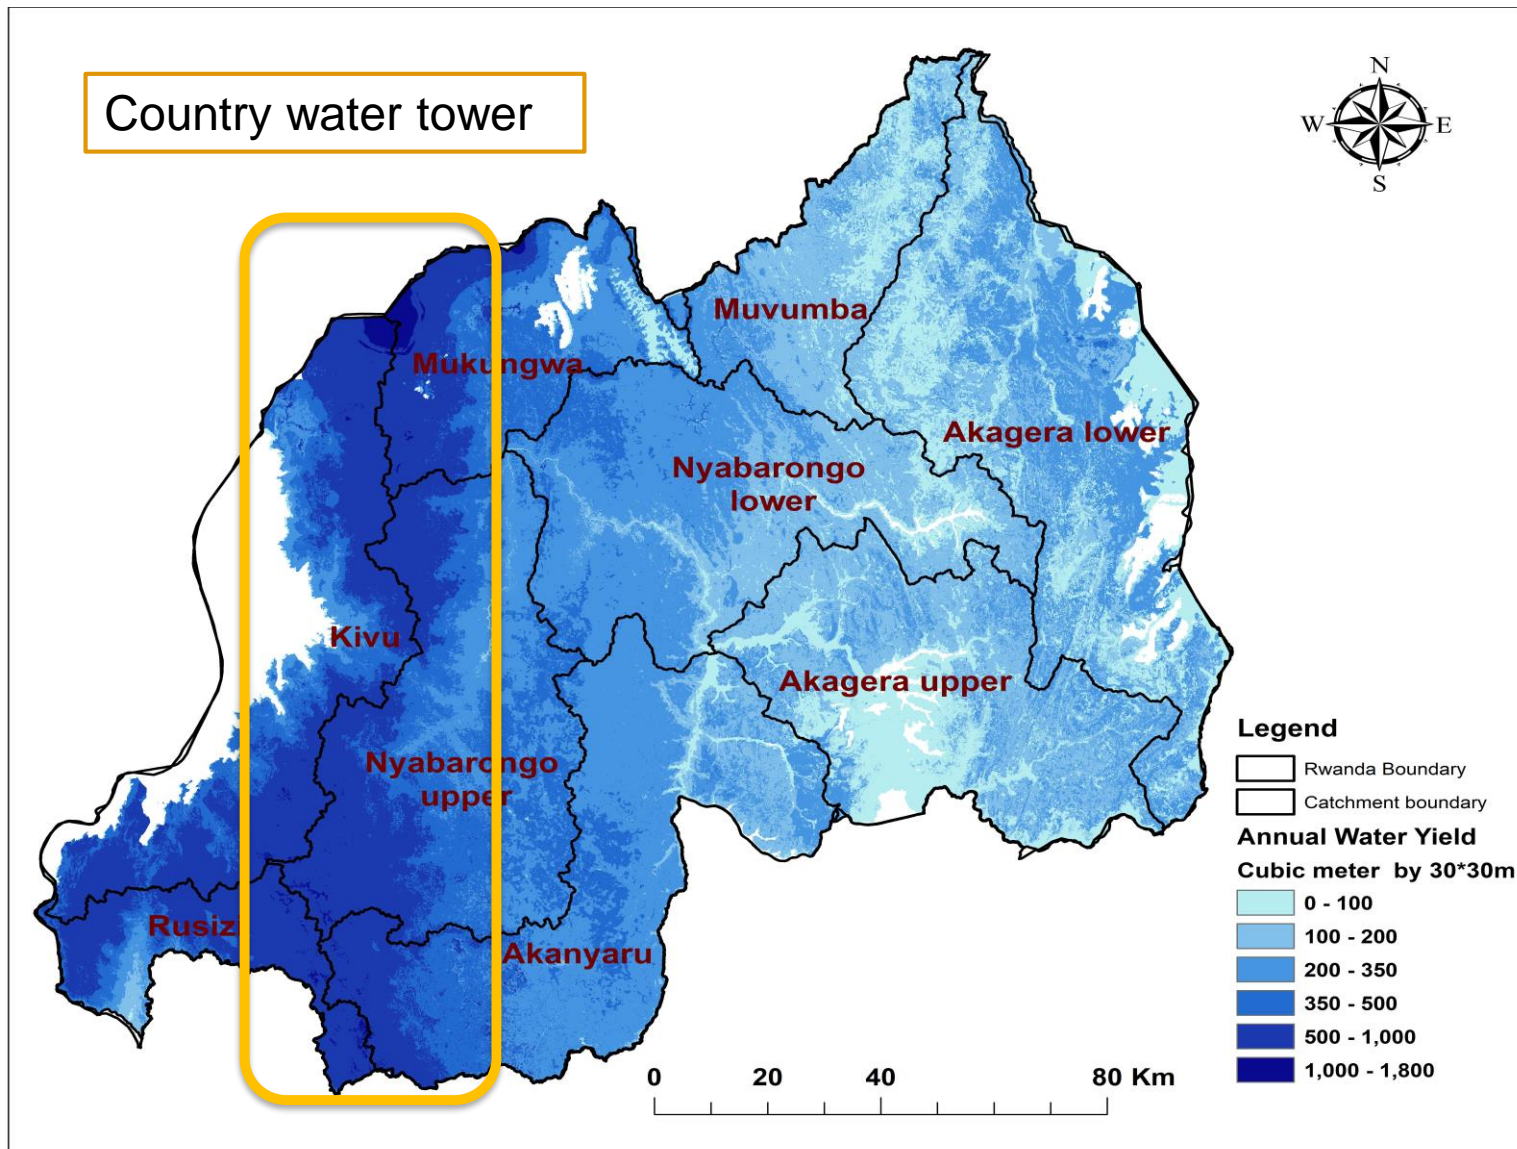 Country water tower
N
W
E
S
Muvumba
Mukungwa
Akagera lower
Nyabarongo
lower
Kivu
Akagera upper
Nyabarongo
upper
Rusizi
Akanyaru
Legend
Rwanda Boundary
Catchment boundary
Annual Water Yield
Cubic meter by 30*30m
0 - 100
100 - 200
200 - 350
350 - 500
500 - 1,000
1,000 - 1,800
0 20 40 80 Km